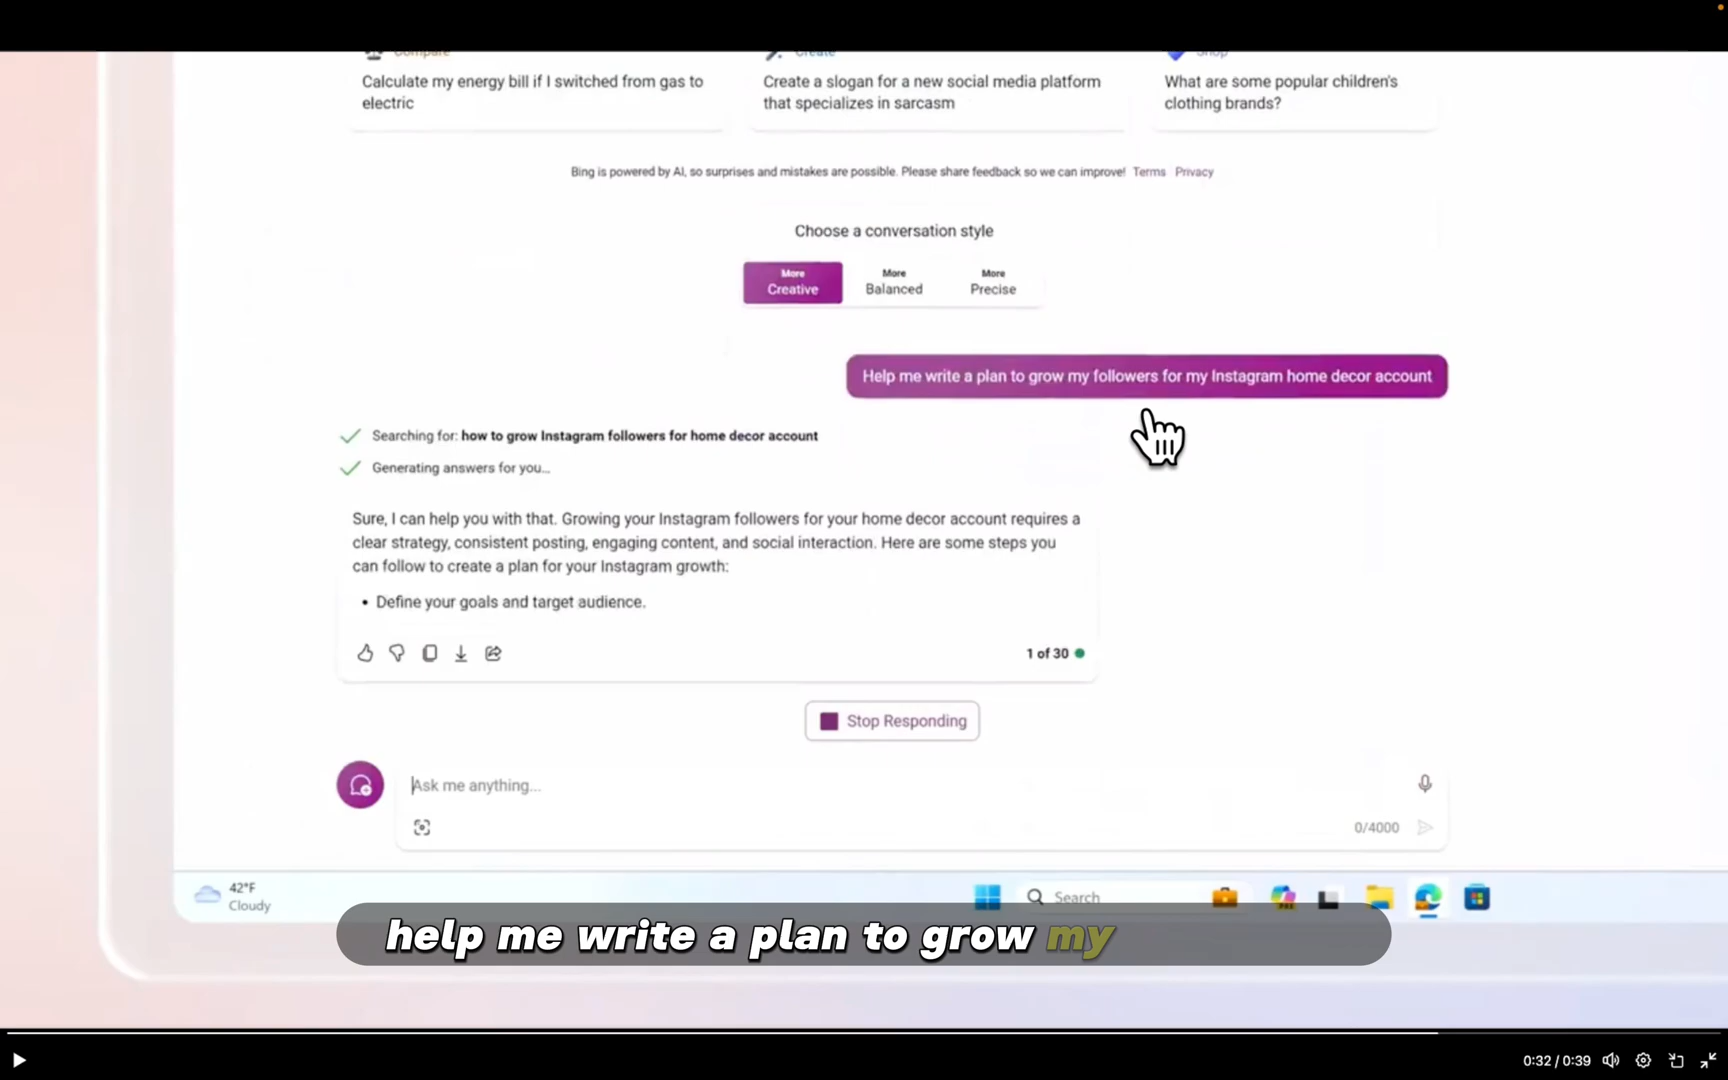 Compare
Create
Shop
Calculate my energy bill if I switched from gas to
electric
Create a slogan for a new social media platform
that specializes in sarcasm
What are some popular children's
clothing brands?
Bing is powered by AI, so surprises and mistakes are possible. Please share feedback so we can improve! Terms Privacy
Choose a conversation style
More
Creative
More
Balanced
More
Precise
Help me write a plan to grow my followers for my Instagram home decor account
Searching for: how to grow Instagram followers for home decor account
Generating answers for you...
Sure, I can help you with that. Growing your Instagram followers for your home decor account requires a
clear strategy, consistent posting, engaging content, and social interaction. Here are some steps you
can follow to create a plan for your Instagram growth:
• Define your goals and target audience.
1 of 30
Stop Responding
Ask me anything...
0/4000
42°F
Cloudy
Search
help me write a plan to grow my
0:32 / 0:39